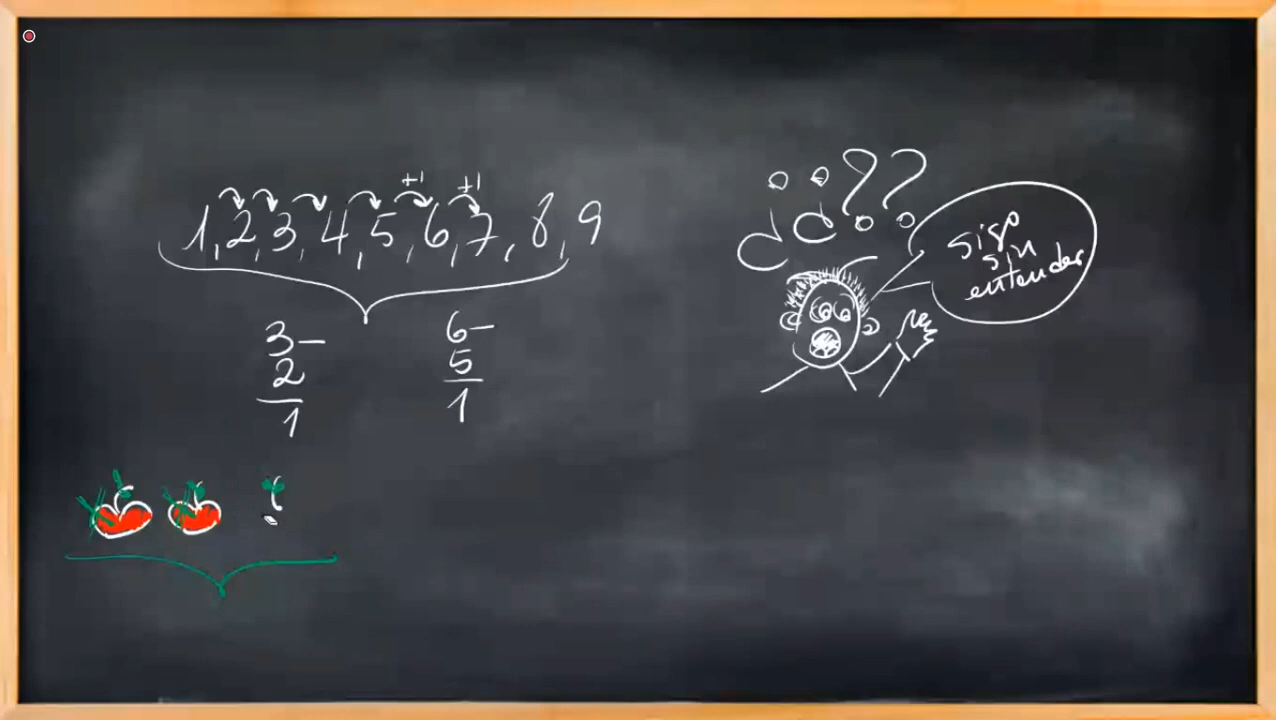 +1 +1
1, 2, 3, 4, 5, 6, 7, 8, 9
3-
2
1
6-
5
1
¿¿??
sigo
sin
entender